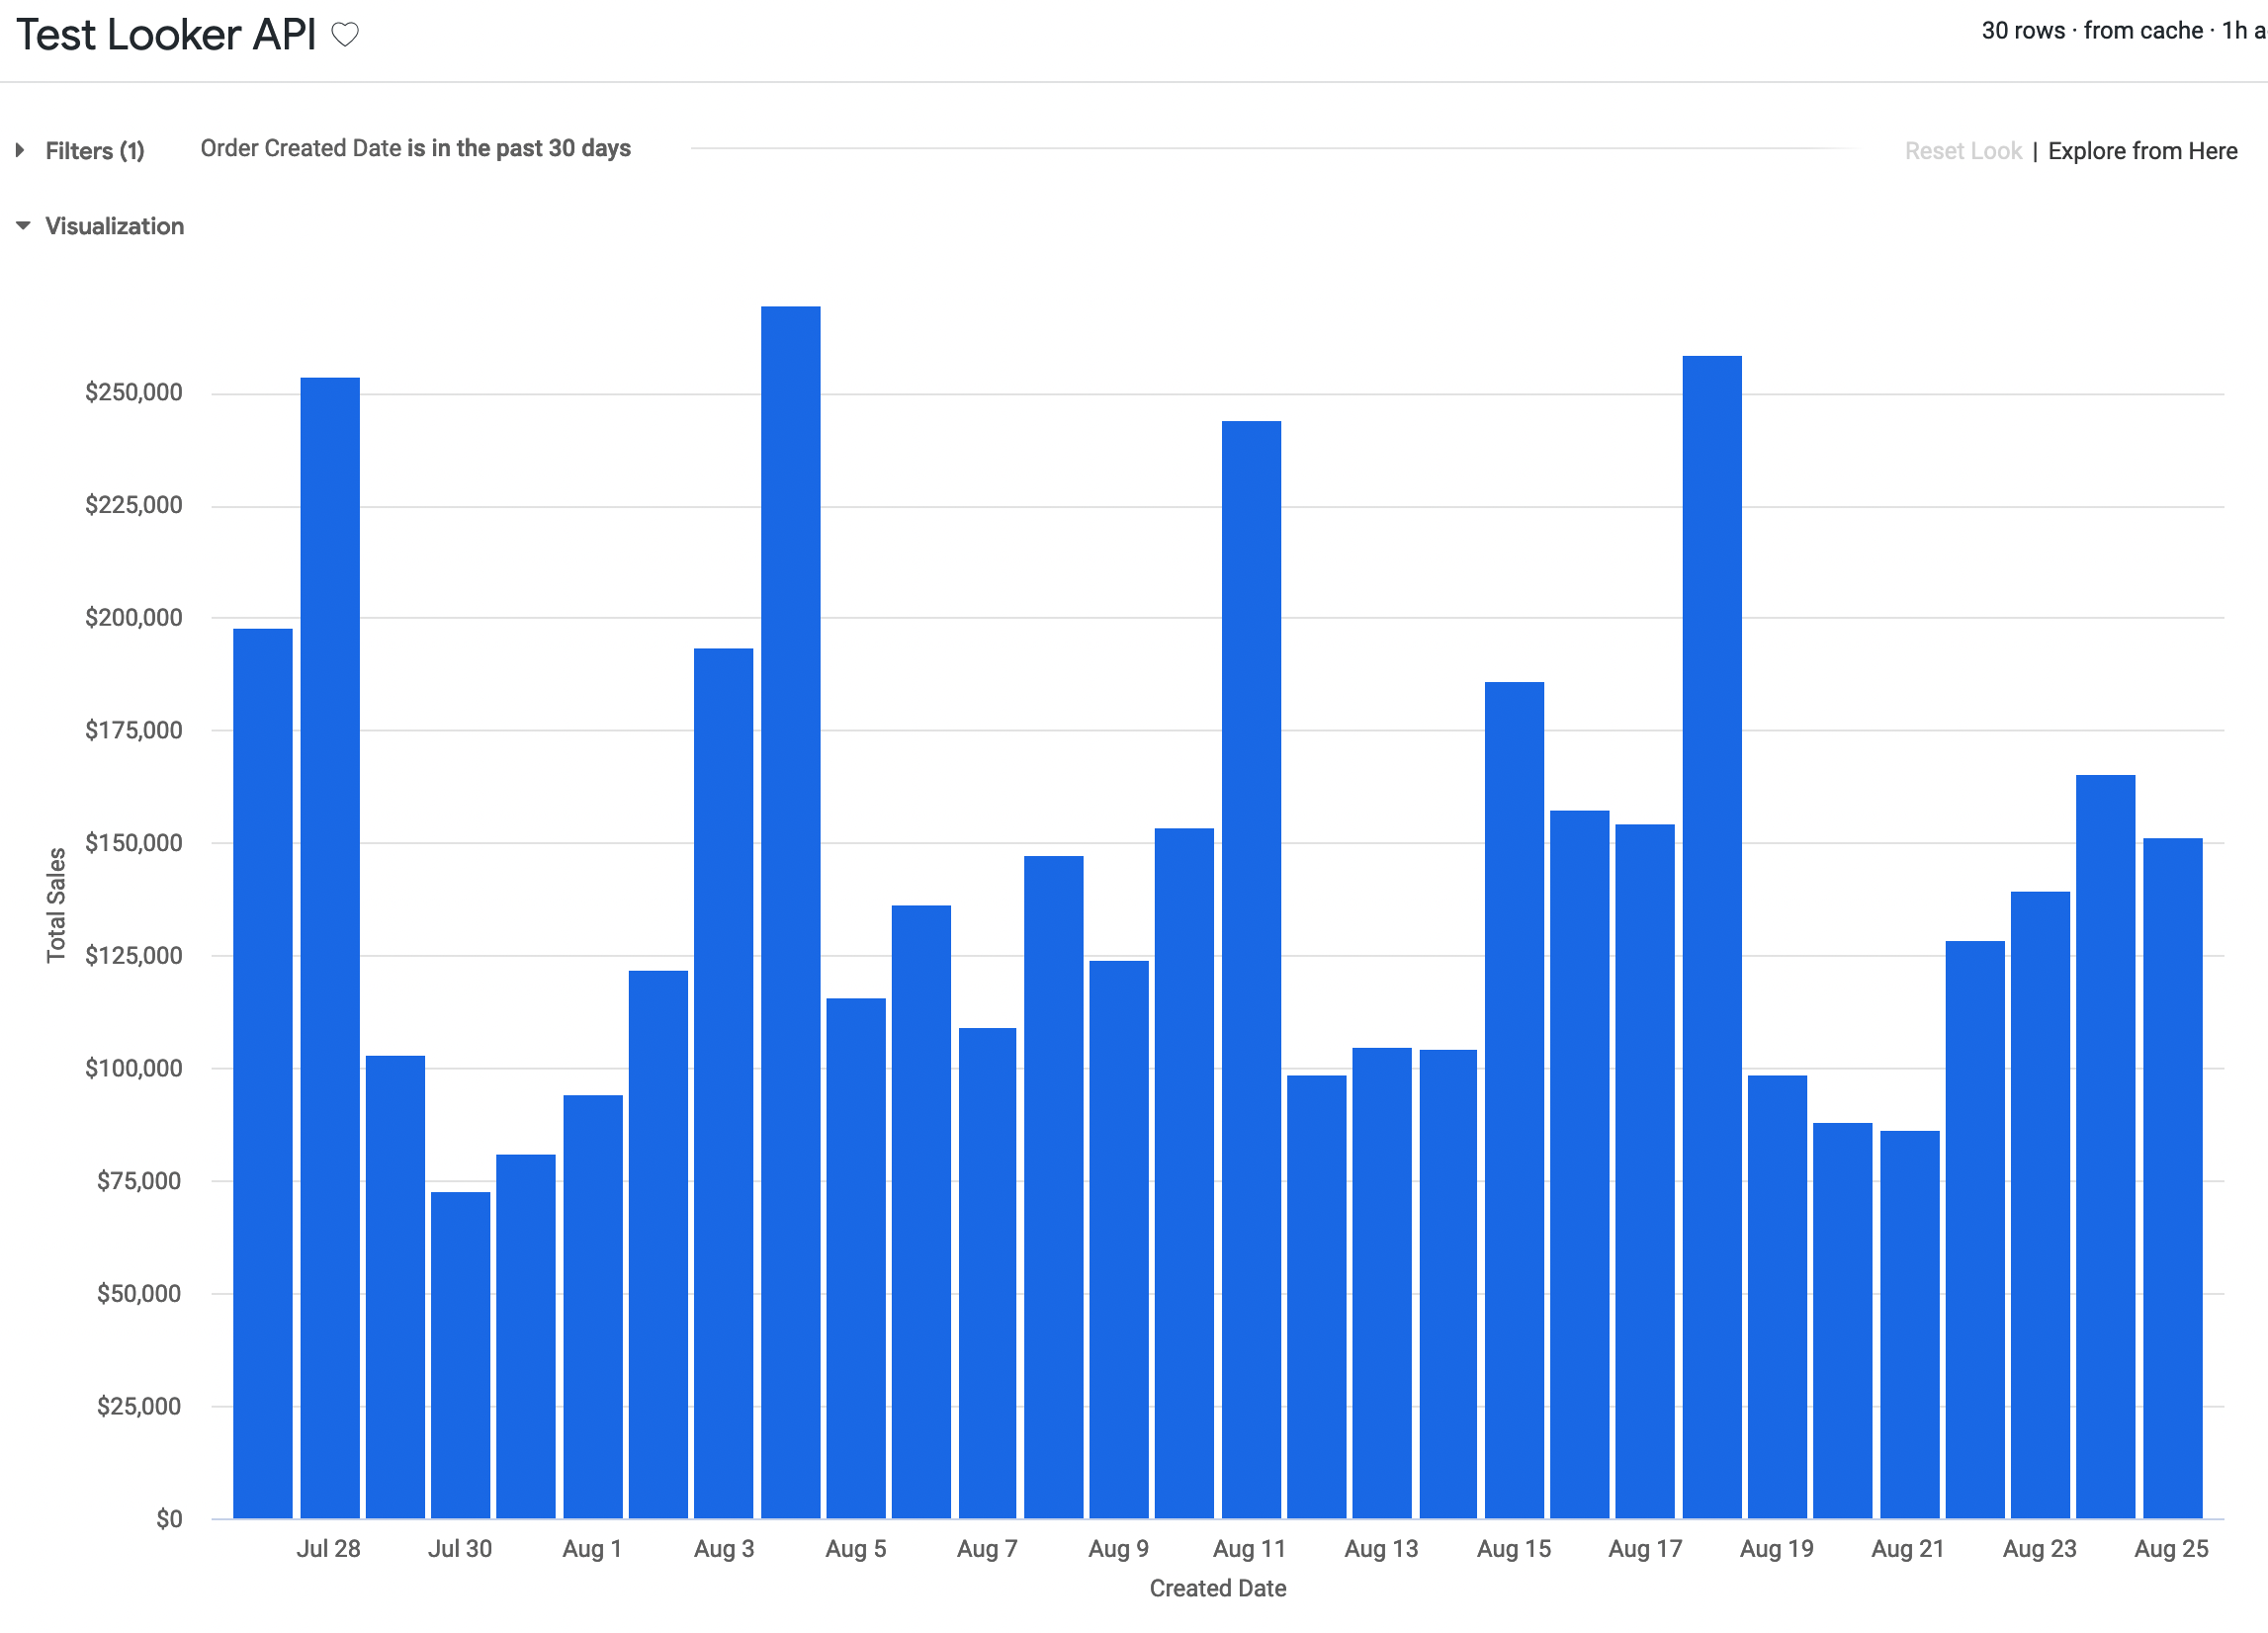 Test Looker API
30 rows · from cache · 1h a
Filters (1) Order Created Date is in the past 30 days
Reset Look | Explore from Here
Visualization
Total Sales
$250,000
$225,000
$200,000
$175,000
$150,000
$125,000
$100,000
$75,000
$50,000
$25,000
$0
Jul 28 Jul 30 Aug 1 Aug 3 Aug 5 Aug 7 Aug 9 Aug 11 Aug 13 Aug 15 Aug 17 Aug 19 Aug 21 Aug 23 Aug 25
Created Date